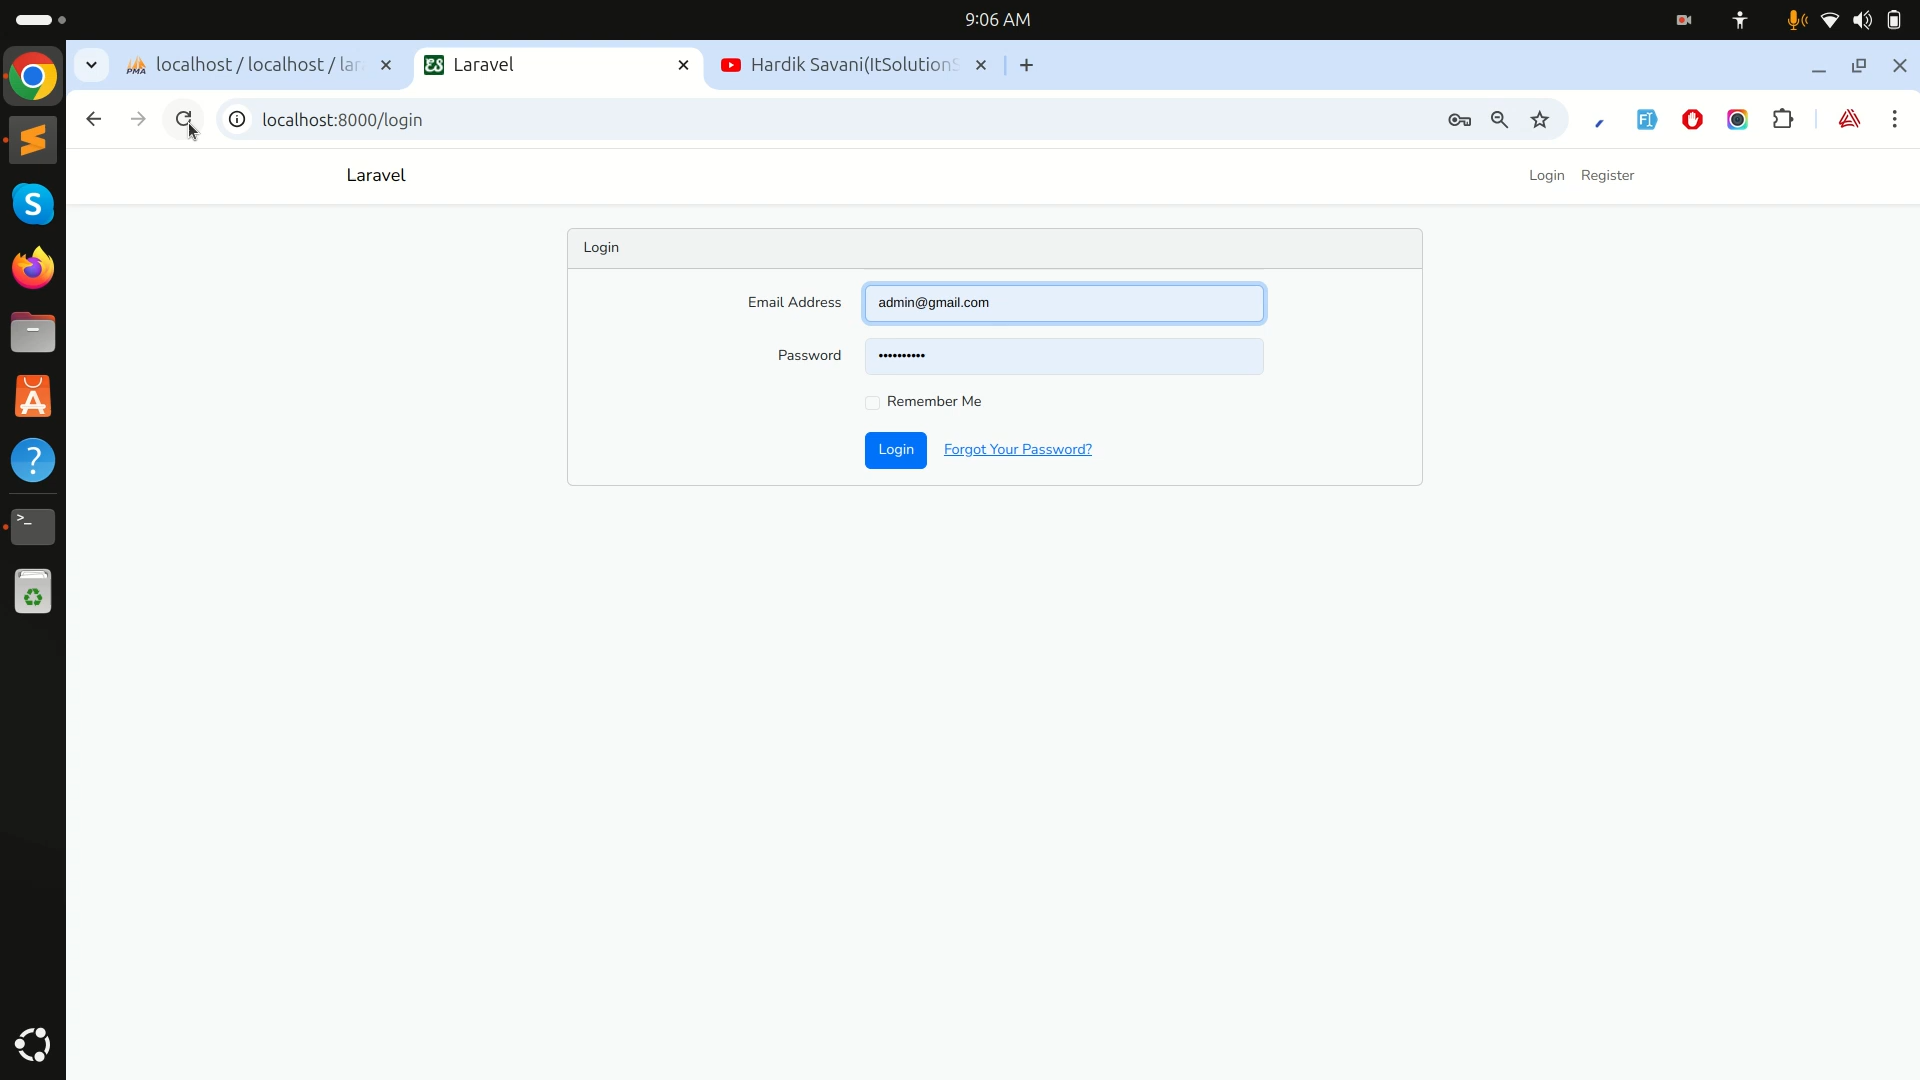 9:06 AM
localhost / localhost / lar
Laravel
Hardik Savani(ItSolutionS
localhost:8000/login
Laravel
Login
Register
Login
Email Address
admin@gmail.com
Password
••••••••••
Remember Me
Login
Forgot Your Password?